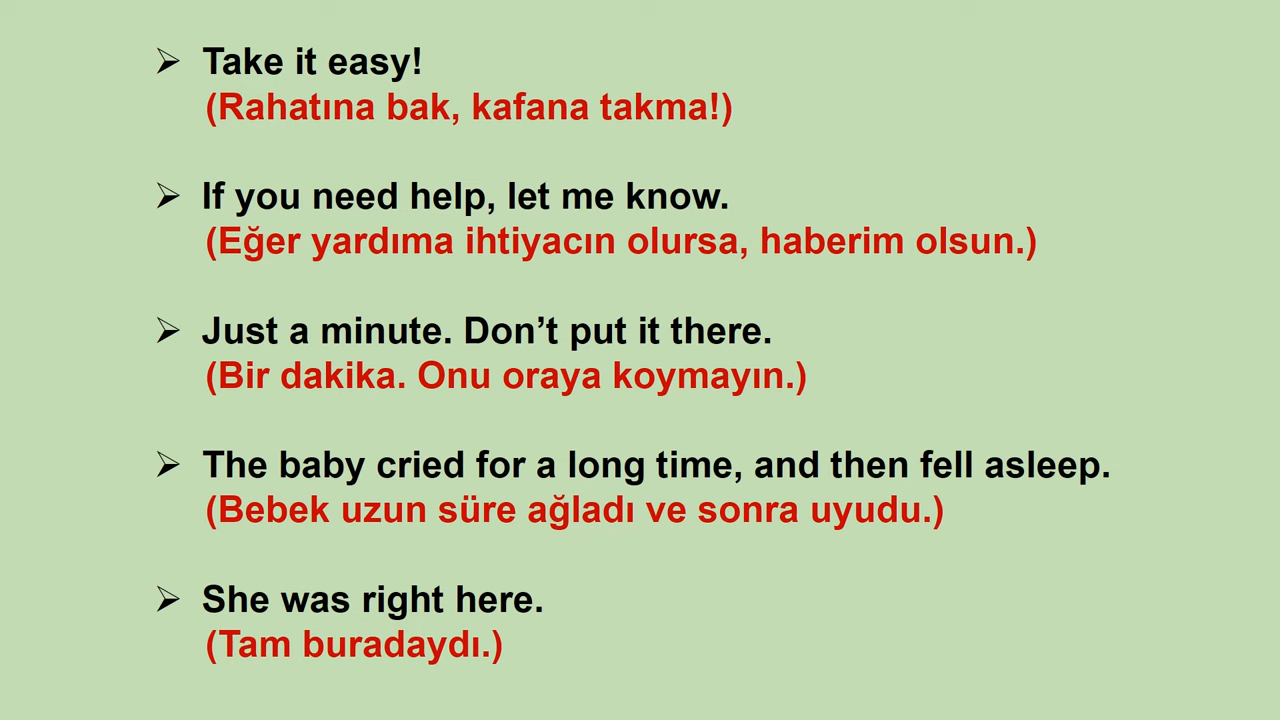 ➢ Take it easy!
(Rahatına bak, kafana takma!)
➢ If you need help, let me know.
(Eğer yardıma ihtiyacın olursa, haberim olsun.)
➢ Just a minute. Don’t put it there.
(Bir dakika. Onu oraya koymayın.)
➢ The baby cried for a long time, and then fell asleep.
(Bebek uzun süre ağladı ve sonra uyudu.)
➢ She was right here.
(Tam buradaydı.)